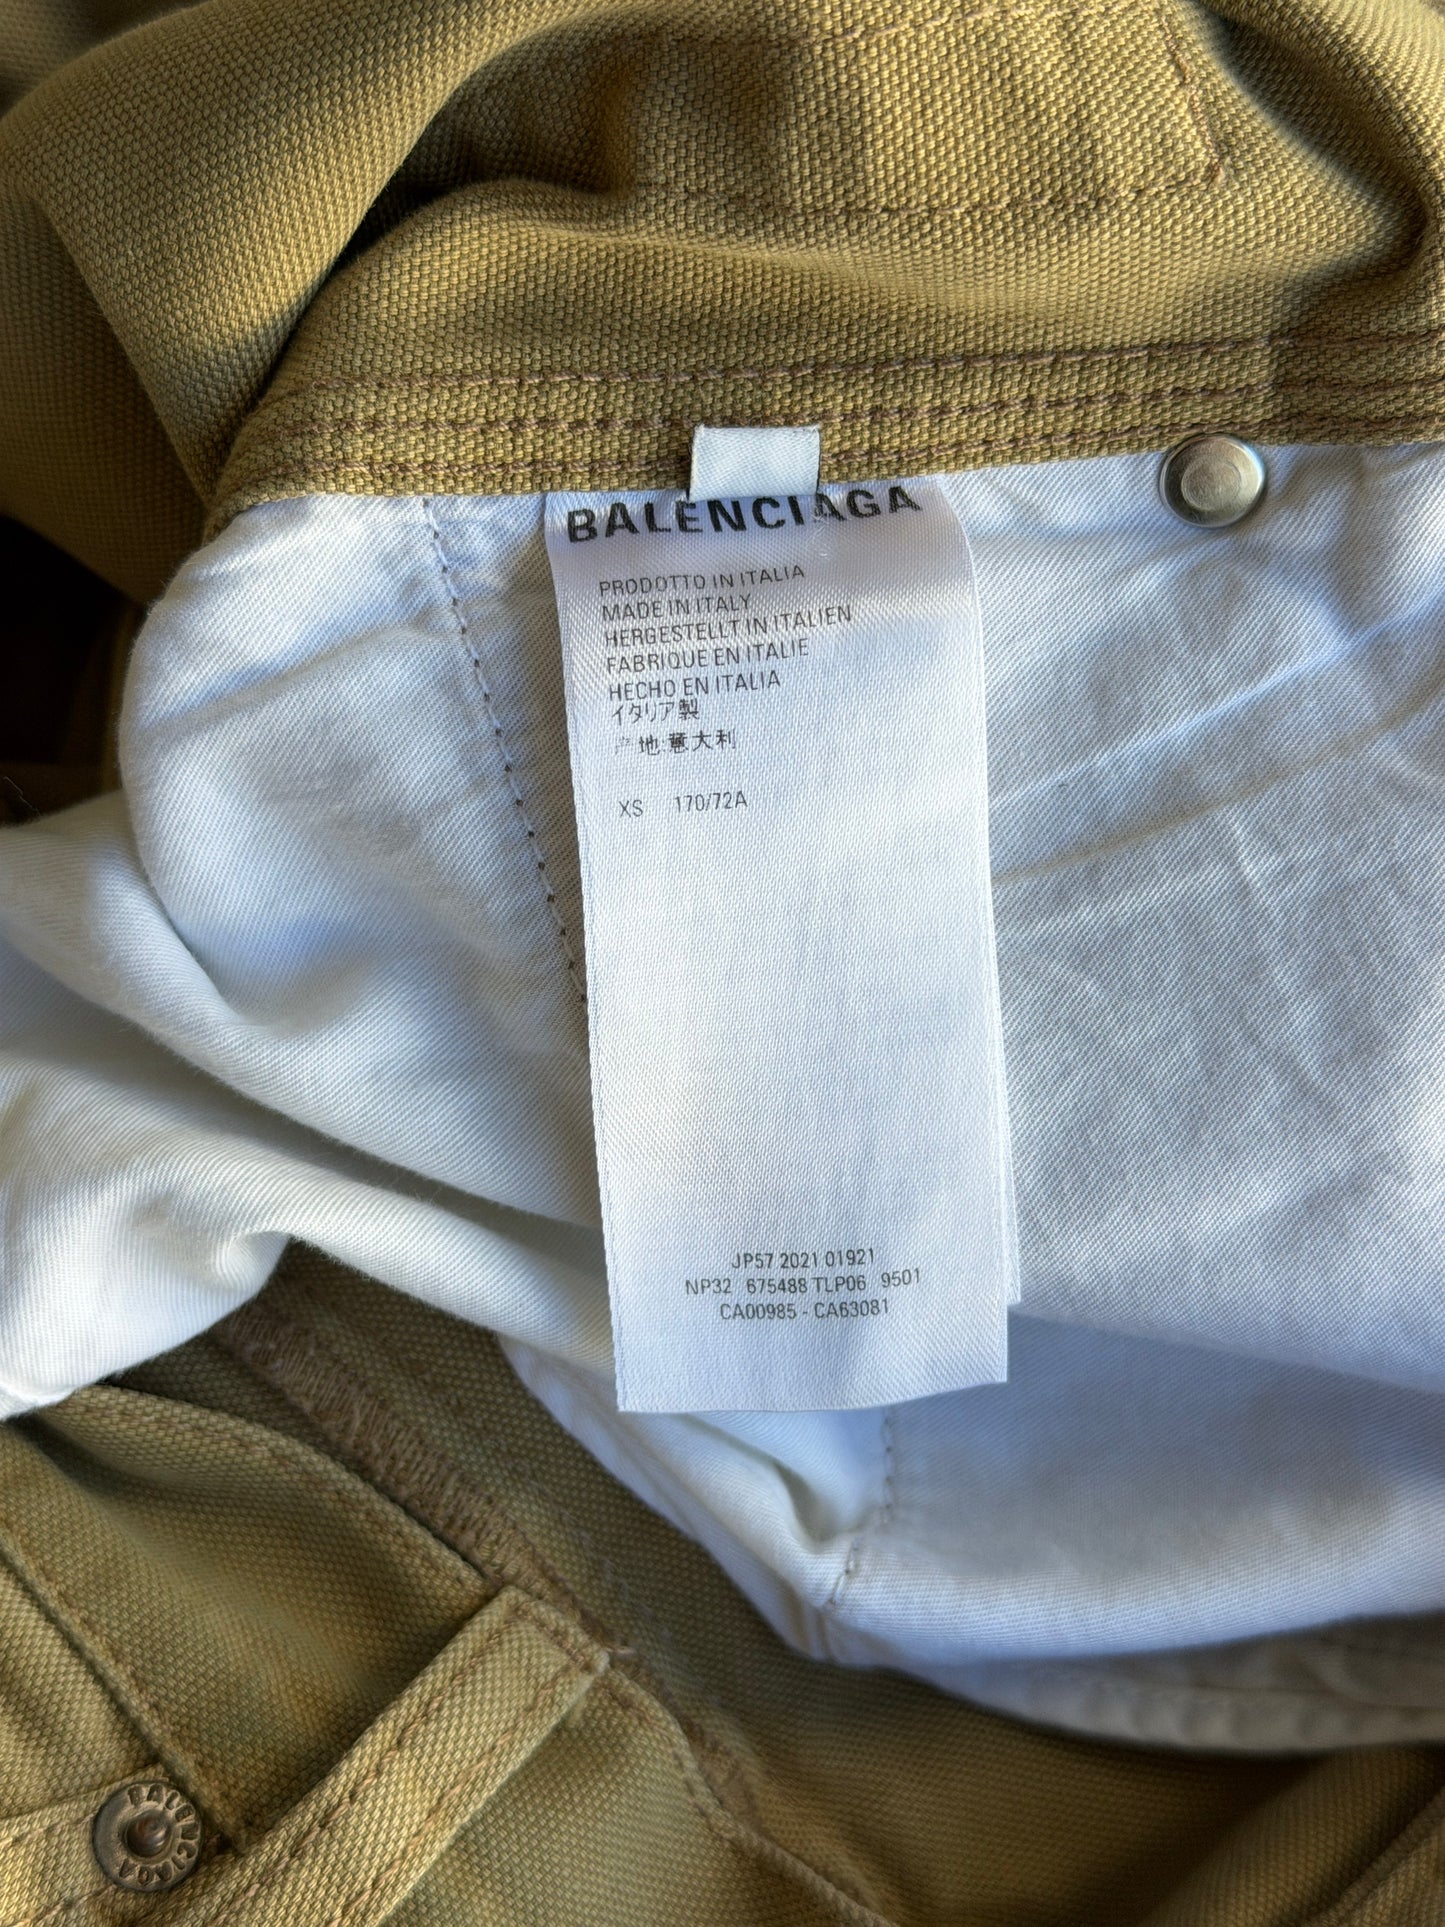 BALENCIAGA
PRODOTTO IN ITALIA
MADE IN ITALY
HERGESTELLT IN ITALIEN
FABRIQUE EN ITALIE
HECHO EN ITALIA
イタリア製
产地:意大利
XS 170/72A
JP57 2021 01921
NP32 675488 TLP06 9501
CA00985 - CA63081
BALENCIAGA